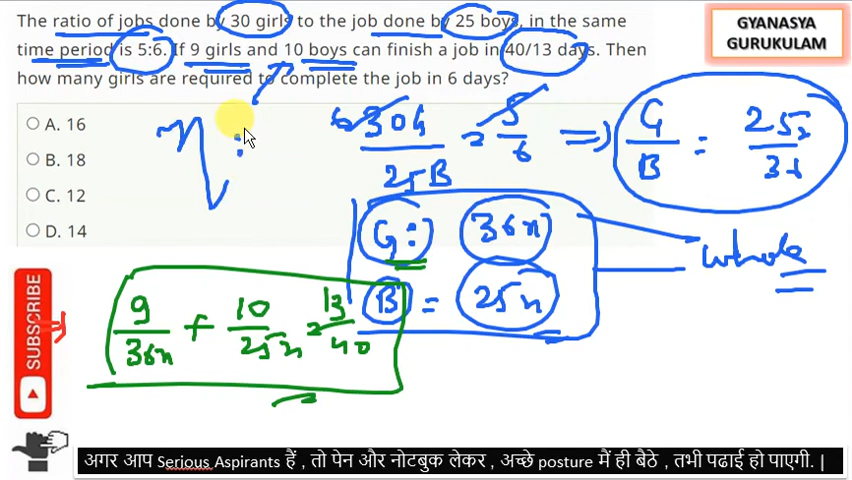 The ratio of jobs done by 30 girls to the job done by 25 boys, in the same
time period is 5:6. If 9 girls and 10 boys can finish a job in 40/13 days. Then
how many girls are required to complete the job in 6 days?
GYANASYA
GURUKULAM
A. 16
B. 18
C. 12
D. 14
30G/25B = 5/6 => G/B = 25/36
G: 36x
B = 25x
whole
9/36x + 10/25x = 13/40
SUBSCRIBE
अगर आप Serious Aspirants हैं , तो पेन और नोटबुक लेकर , अच्छे posture मैं ही बैठे , तभी पढाई हो पाएगी. |